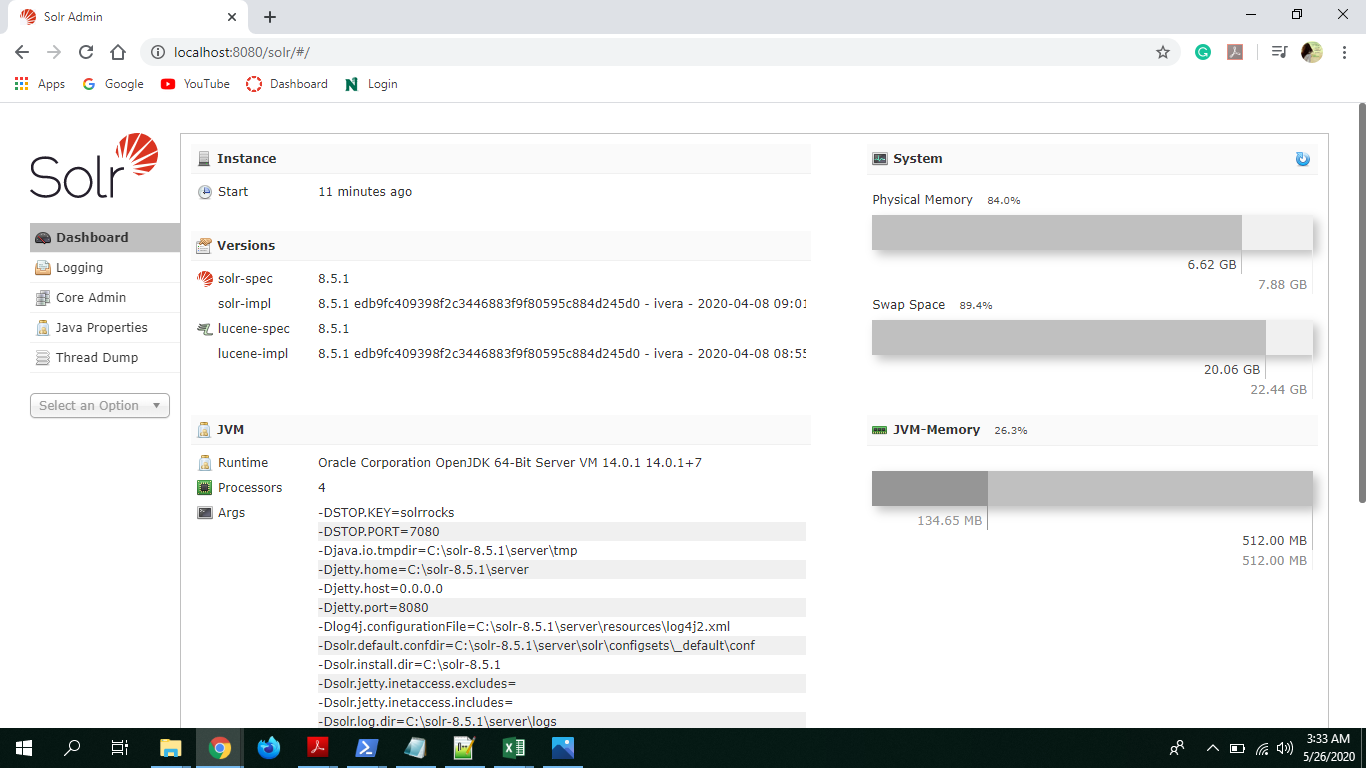 Solr Admin
localhost:8080/solr/#/
Apps Google YouTube Dashboard Login
Solr
Dashboard
Logging
Core Admin
Java Properties
Thread Dump
Select an Option
Instance
Start 11 minutes ago
Versions
solr-spec 8.5.1
solr-impl 8.5.1 edb9fc409398f2c3446883f9f80595c884d245d0 - ivera - 2020-04-08 09:01
lucene-spec 8.5.1
lucene-impl 8.5.1 edb9fc409398f2c3446883f9f80595c884d245d0 - ivera - 2020-04-08 08:55
JVM
Runtime Oracle Corporation OpenJDK 64-Bit Server VM 14.0.1 14.0.1+7
Processors 4
Args -DSTOP.KEY=solrrocks
-DSTOP.PORT=7080
-Djava.io.tmpdir=C:\solr-8.5.1\server\tmp
-Djetty.home=C:\solr-8.5.1\server
-Djetty.host=0.0.0.0
-Djetty.port=8080
-Dlog4j.configurationFile=C:\solr-8.5.1\server\resources\log4j2.xml
-Dsolr.default.confdir=C:\solr-8.5.1\server\solr\configsets\_default\conf
-Dsolr.install.dir=C:\solr-8.5.1
-Dsolr.jetty.inetaccess.excludes=
-Dsolr.jetty.inetaccess.includes=
-Dsolr.log.dir=C:\solr-8.5.1\server\logs
System
Physical Memory 84.0%
6.62 GB
7.88 GB
Swap Space 89.4%
20.06 GB
22.44 GB
JVM-Memory 26.3%
134.65 MB
512.00 MB
512.00 MB
3:33 AM
5/26/2020